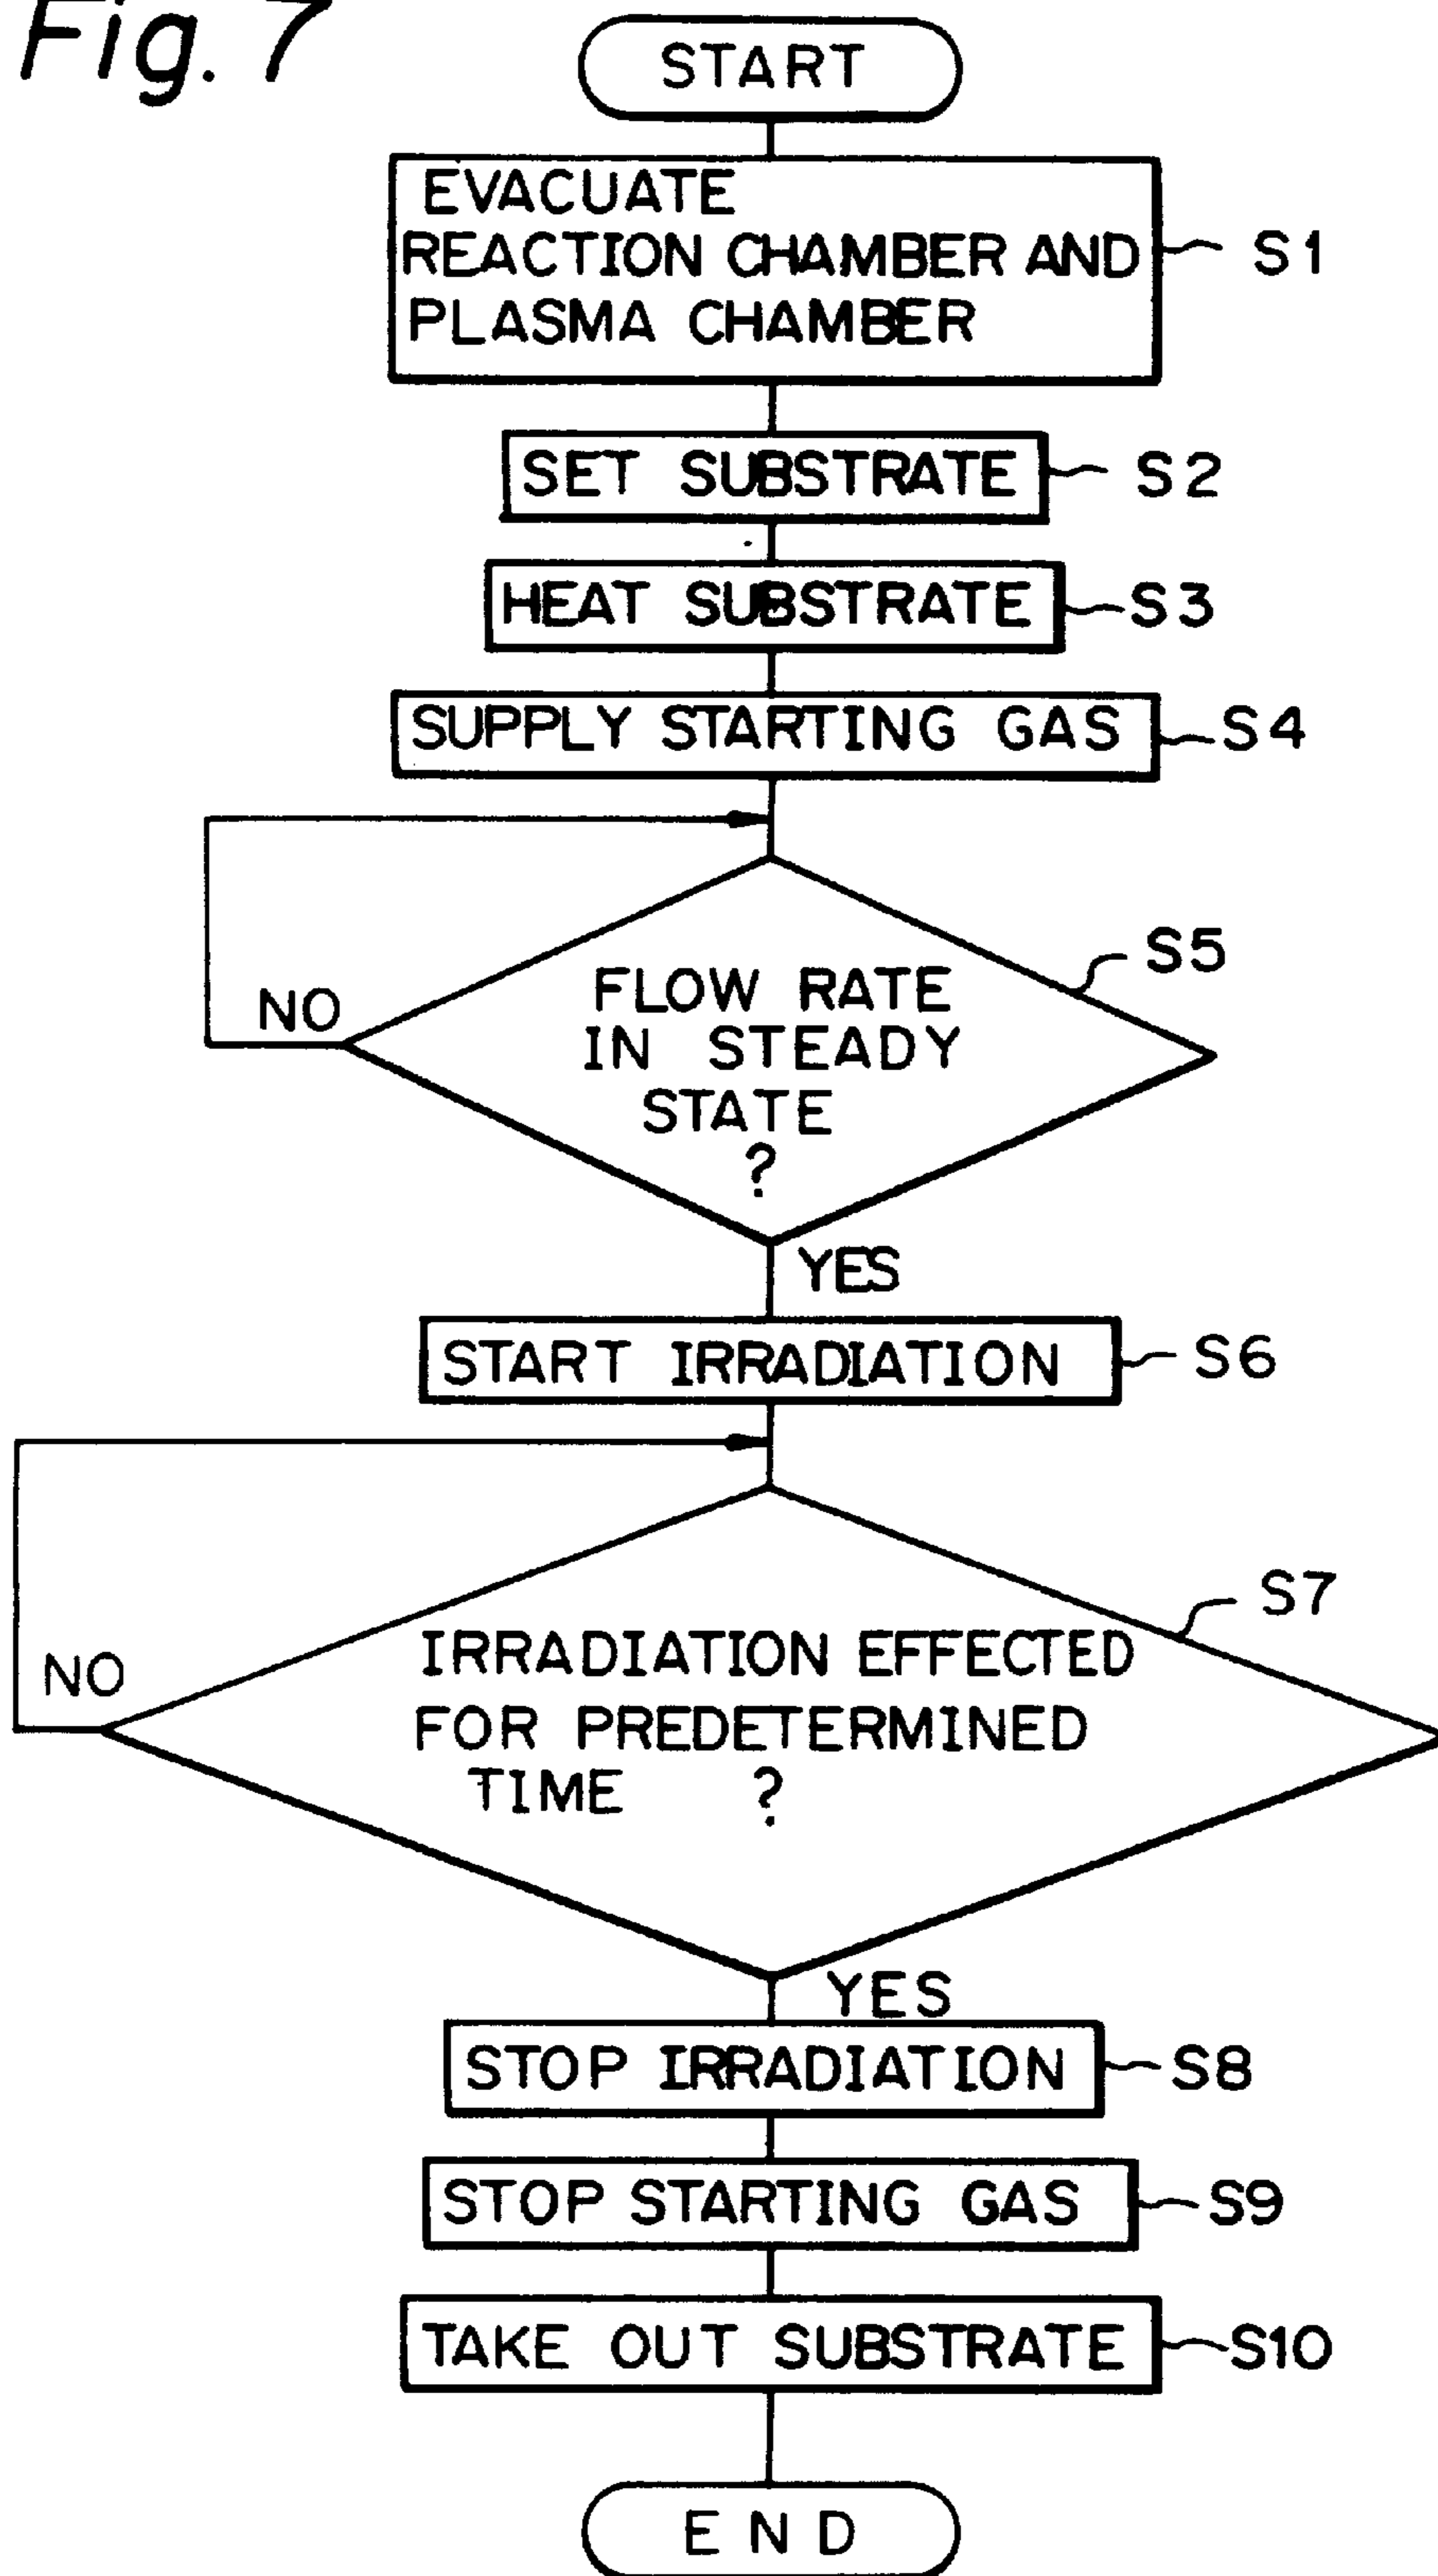 Fig. 7
START
EVACUATE
REACTION CHAMBER AND
PLASMA CHAMBER
S1
SET SUBSTRATE
S2
HEAT SUBSTRATE
S3
SUPPLY STARTING GAS
S4
S5
FLOW RATE
IN STEADY
STATE
?
NO
YES
START IRRADIATION
S6
S7
IRRADIATION EFFECTED
FOR PREDETERMINED
TIME ?
NO
YES
STOP IRRADIATION
S8
STOP STARTING GAS
S9
TAKE OUT SUBSTRATE
S10
END